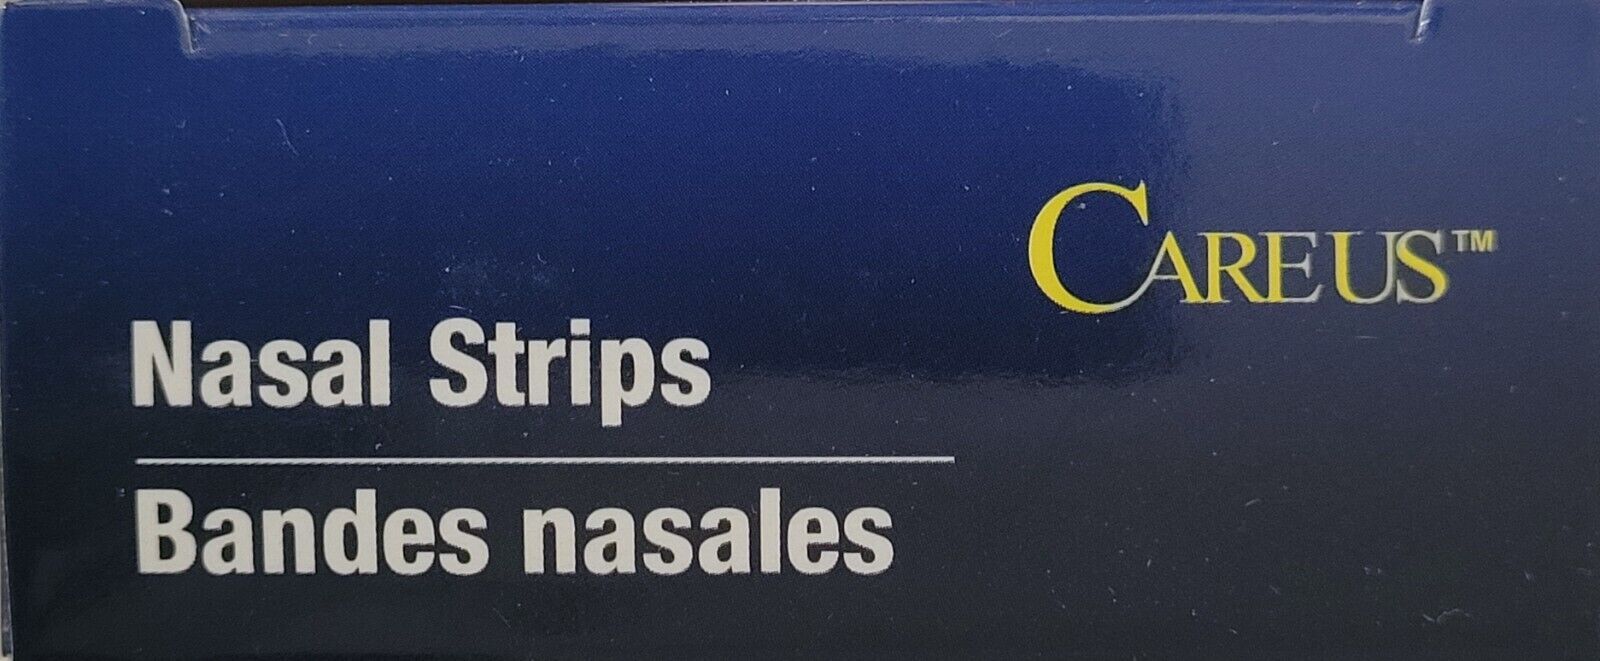 CAREUS™
Nasal Strips
Bandes nasales